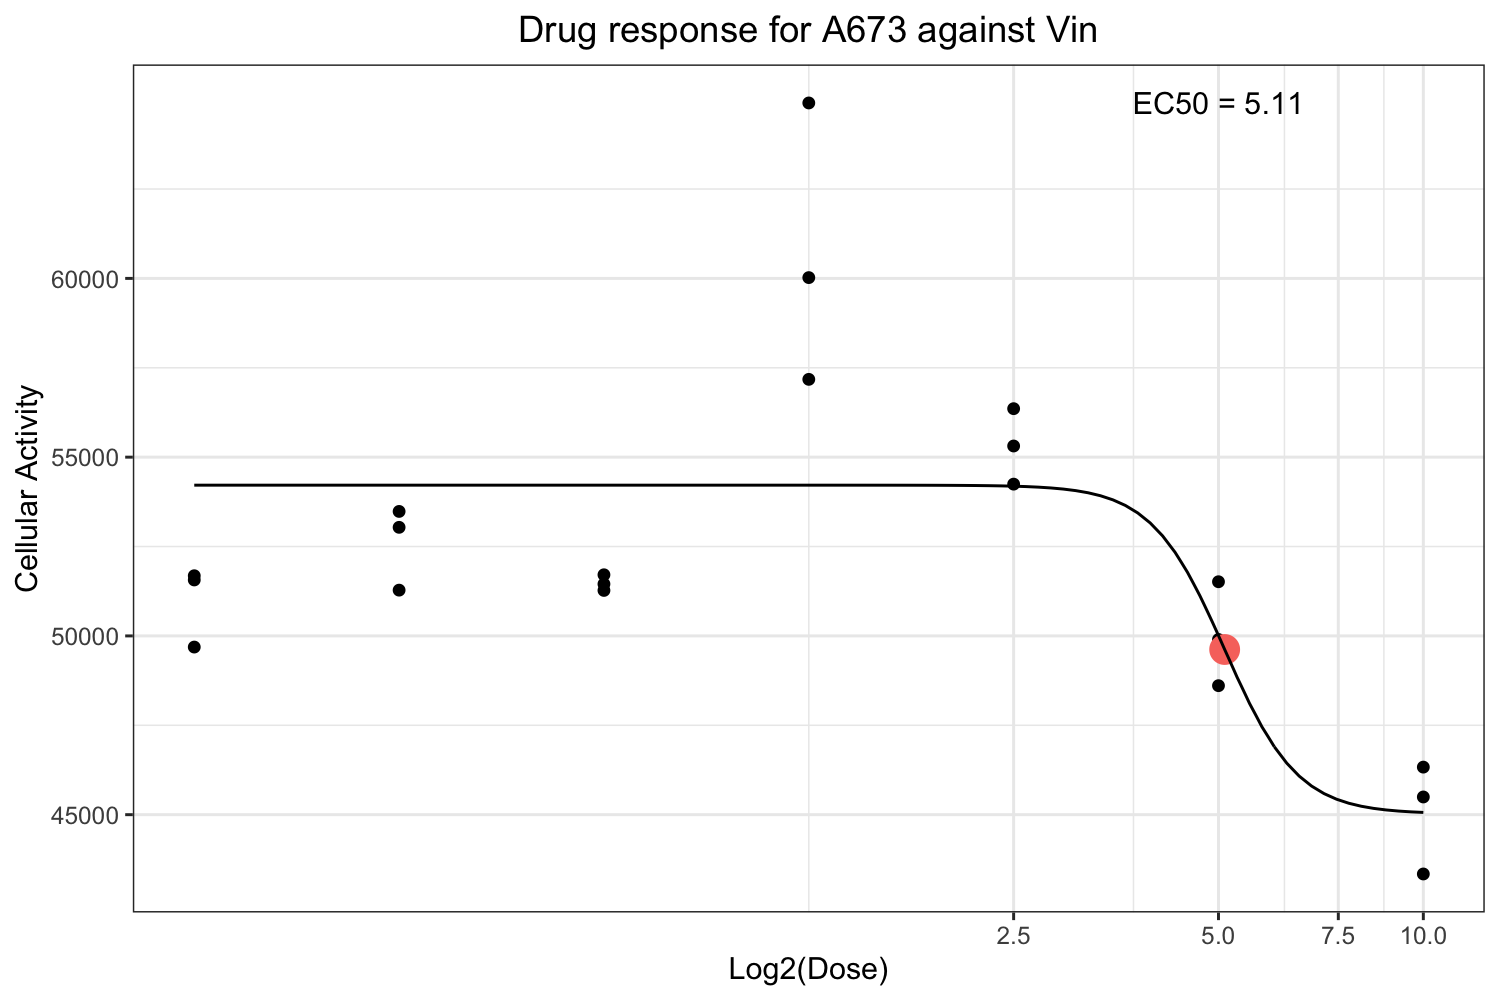 Drug response for A673 against Vin
EC50 = 5.11
60000
55000
50000
45000
Cellular Activity
2.5 5.0 7.5 10.0
Log2(Dose)